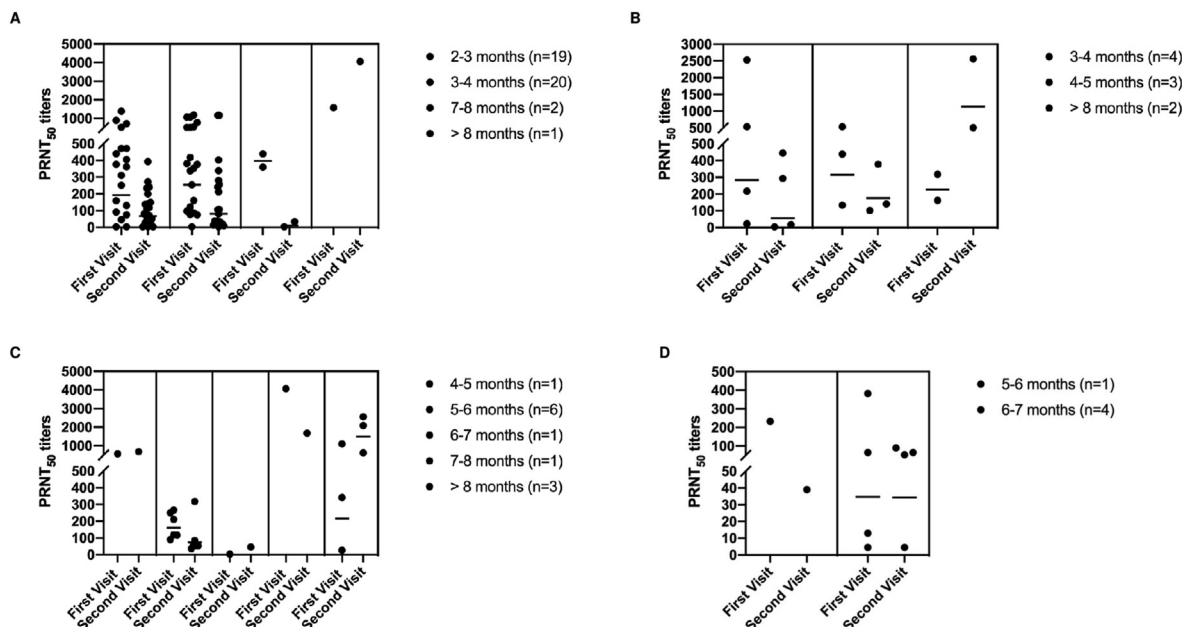 A
PRNT50 titers
5000
4000
3000
2000
1000
500
400
300
200
100
0
First Visit
Second Visit
First Visit
Second Visit
First Visit
Second Visit
First Visit
Second Visit
2-3 months (n=19)
3-4 months (n=20)
7-8 months (n=2)
> 8 months (n=1)
B
PRNT50 titers
3000
2500
2000
1500
1000
500
500
400
300
200
100
0
First Visit
Second Visit
First Visit
Second Visit
First Visit
Second Visit
3-4 months (n=4)
4-5 months (n=3)
> 8 months (n=2)
C
PRNT50 titers
5000
4000
3000
2000
1000
500
400
300
200
100
0
First Visit
Second Visit
First Visit
Second Visit
First Visit
Second Visit
First Visit
Second Visit
First Visit
Second Visit
4-5 months (n=1)
5-6 months (n=6)
6-7 months (n=1)
7-8 months (n=1)
> 8 months (n=3)
D
PRNT50 titers
500
400
300
200
100
50
40
30
20
10
0
First Visit
Second Visit
First Visit
Second Visit
5-6 months (n=1)
6-7 months (n=4)